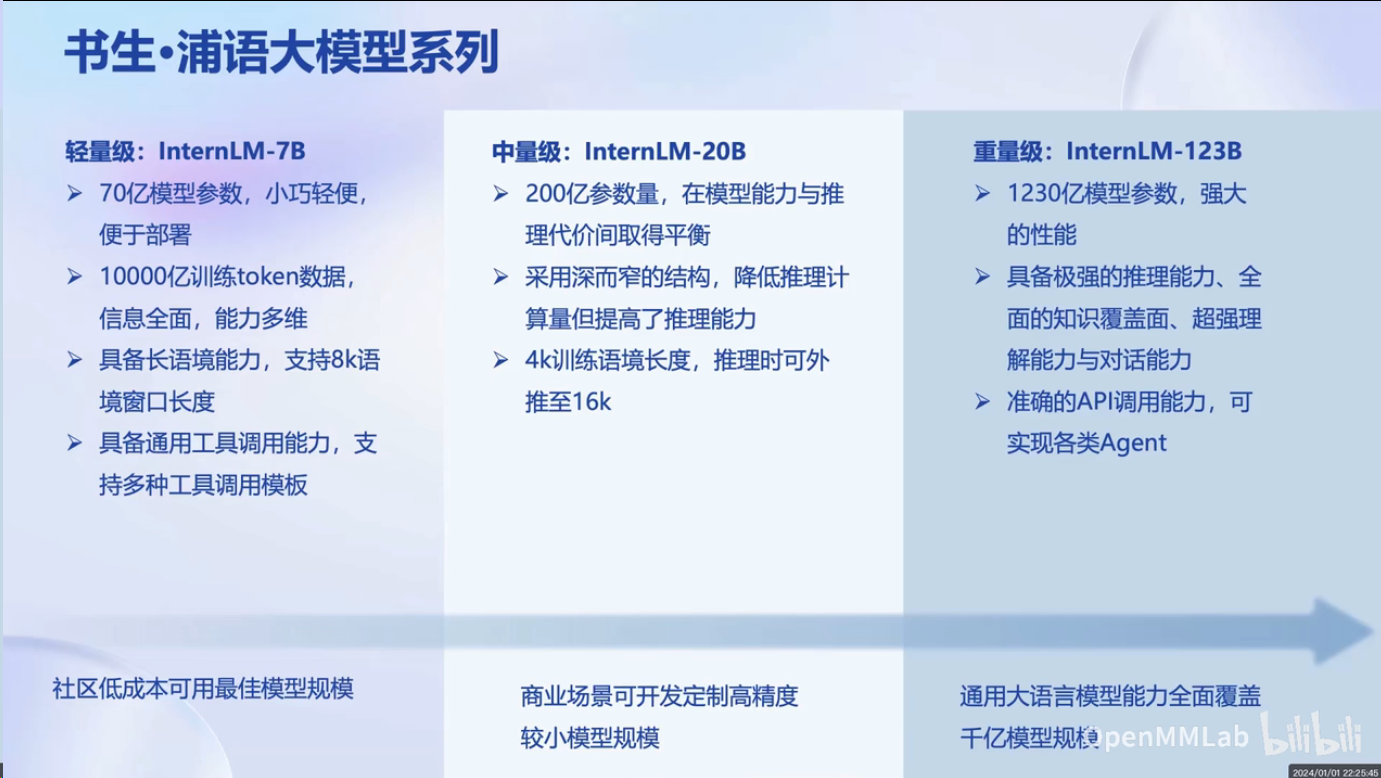 书生·浦语大模型系列
轻量级：InternLM-7B
➢ 70亿模型参数，小巧轻便，
便于部署
➢ 10000亿训练token数据，
信息全面，能力多维
➢ 具备长语境能力，支持8k语
境窗口长度
➢ 具备通用工具调用能力，支
持多种工具调用模板
社区低成本可用最佳模型规模
中量级：InternLM-20B
➢ 200亿参数量，在模型能力与推
理代价间取得平衡
➢ 采用深而窄的结构，降低推理计
算量但提高了推理能力
➢ 4k训练语境长度，推理时可外
推至16k
商业场景可开发定制高精度
较小模型规模
重量级：InternLM-123B
➢ 1230亿模型参数，强大
的性能
➢ 具备极强的推理能力、全
面的知识覆盖面、超强理
解能力与对话能力
➢ 准确的API调用能力，可
实现各类Agent
通用大语言模型能力全面覆盖
千亿模型规模
OpenMMLab bilibili
2024/01/01 22:25:45